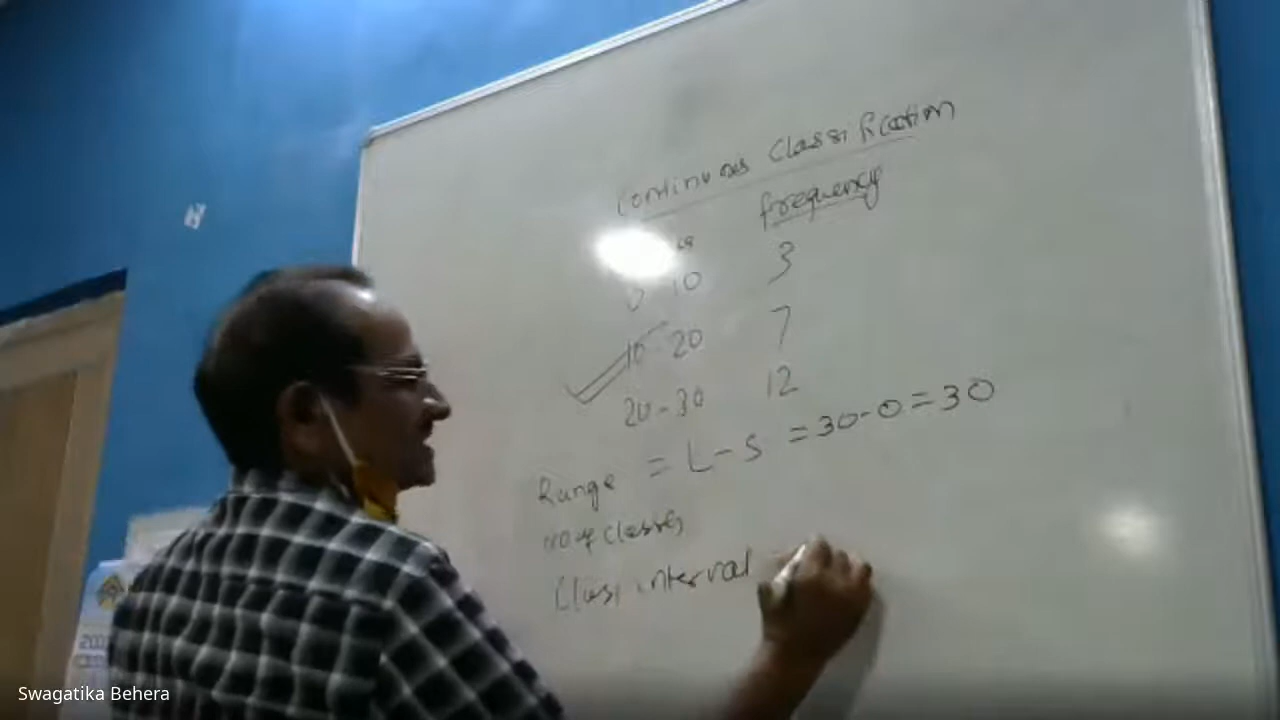 Continuous Classification
frequency
0 10 3
10 - 20 7
20 - 30 12
Range = L - S = 30 - 0 = 30
No of classes
Class interval
Swagatika Behera